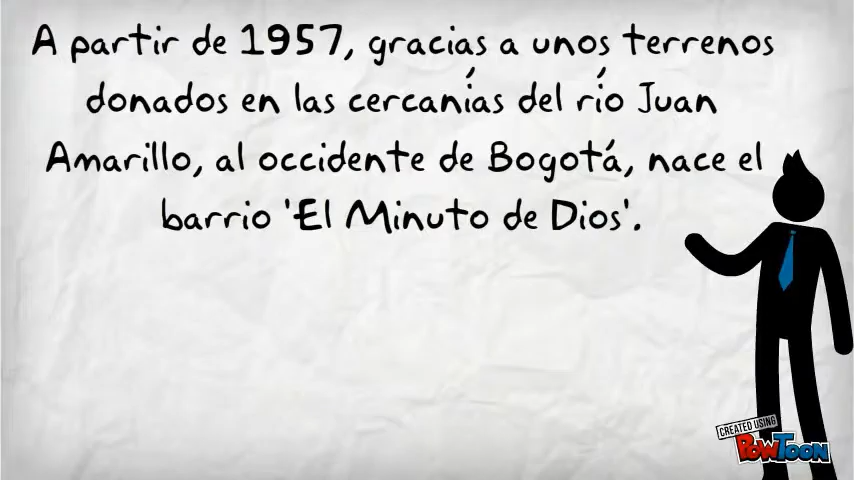 A partir de 1957, gracias a unos terrenos
donados en las cercanías del río Juan
Amarillo, al occidente de Bogotá, nace el
barrio 'El Minuto de Dios'.
CREATED USING
POWTOON